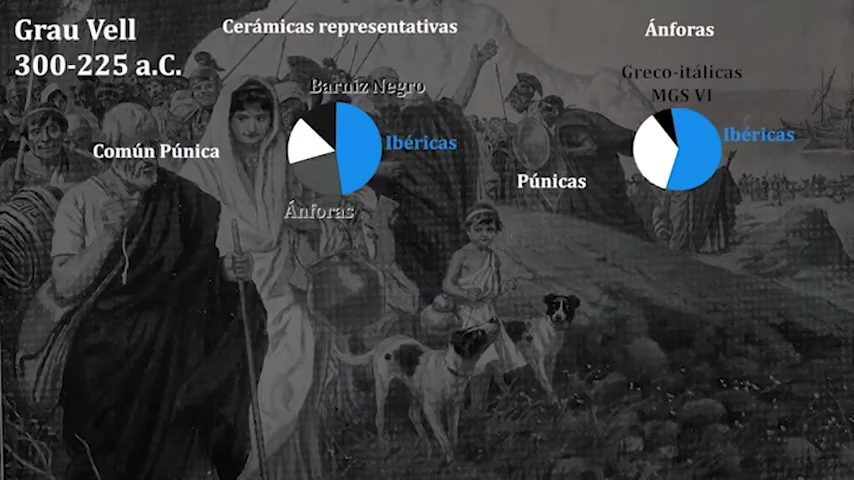 Grau Vell
300-225 a.C.
Cerámicas representativas
Barniz Negro
Común Púnica
Ibéricas
Ánforas
Ánforas
Greco-itálicas
MGS VI
Ibéricas
Púnicas